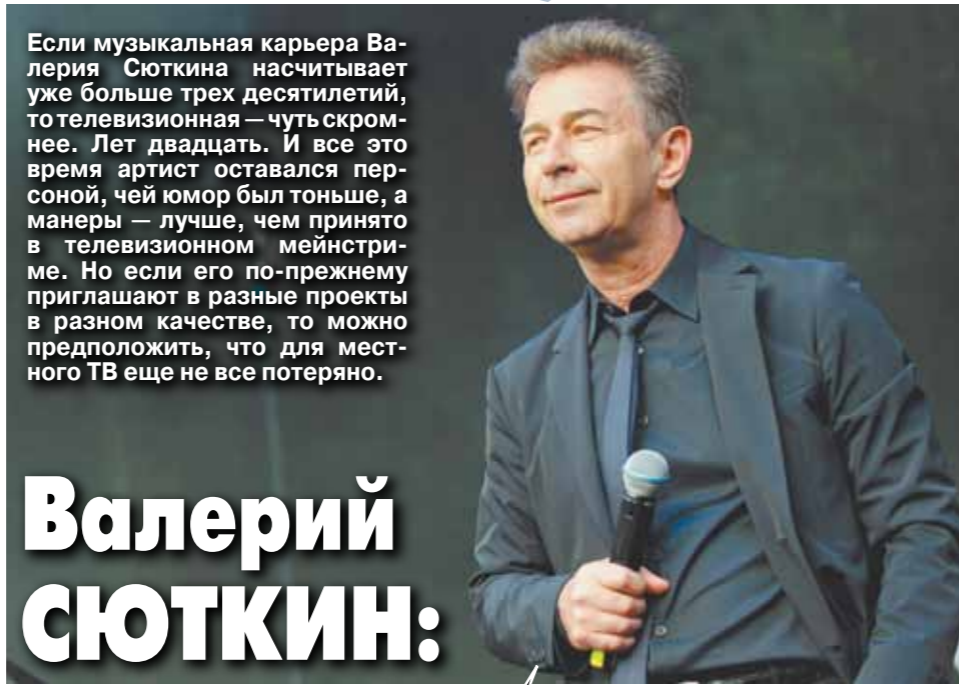 Если музыкальная карьера Ва-
лерия Сюткина насчитывает
уже больше трех десятилетий,
то телевизионная — чуть скром-
нее. Лет двадцать. И все это
время артист оставался пер-
соной, чей юмор был тоньше, а
манеры — лучше, чем принято
в телевизионном мейнстри-
ме. Но если его по-прежнему
приглашают в разные проекты
в разном качестве, то можно
предположить, что для мест-
ного ТВ еще не все потеряно.
Валерий
СЮТКИН: